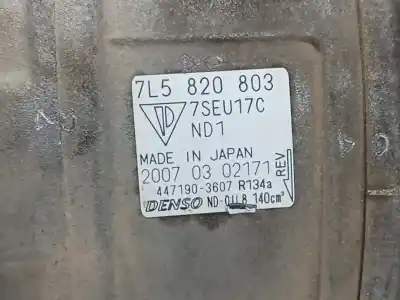 7L5 820 803
7SEU17C
ND1
MADE IN JAPAN
2007 03 02171
REV
447190-3607 R134a
DENSO ND-OIL8 140cm³